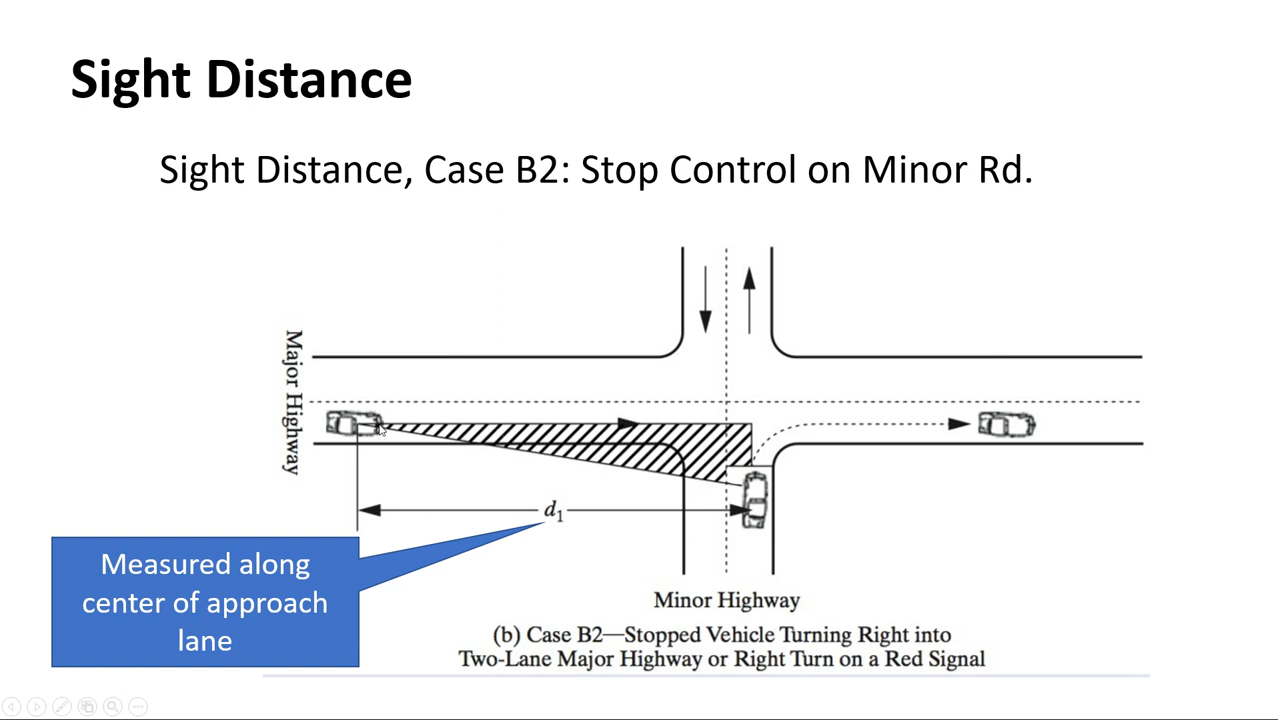 Sight Distance
Sight Distance, Case B2: Stop Control on Minor Rd.
Major Highway
d1
Measured along
center of approach
lane
Minor Highway
(b) Case B2—Stopped Vehicle Turning Right into
Two-Lane Major Highway or Right Turn on a Red Signal